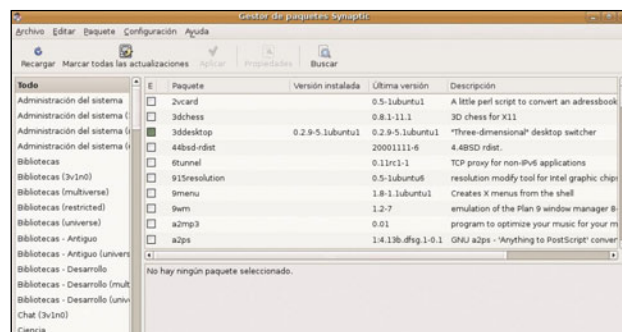 Gestor de paquetes Synaptic
Archivo Editar Paquete Configuración Ayuda
Recargar Marcar todas las actualizaciones Aplicar Propiedades Buscar
Todo
Administración del sistema
Administración del sistema (
Administración del sistema (
Administración del sistema (
Bibliotecas
Bibliotecas (3v1n0)
Bibliotecas (multiverse)
Bibliotecas (restricted)
Bibliotecas (universe)
Bibliotecas - Antiguo
Bibliotecas - Antiguo (univers
Bibliotecas - Desarrollo
Bibliotecas - Desarrollo (mult
Bibliotecas - Desarrollo (univ
Chat (3v1n0)
Ciencia
E Paquete Versión instalada Última versión Descripción
2vcard 0.5-1ubuntu1 A little perl script to convert an adressbook
3dchess 0.8.1-11.1 3D chess for X11
3ddesktop 0.2.9-5.1ubuntu1 0.2.9-5.1ubuntu1 "Three-dimensional" desktop switcher
44bsd-rdist 20001111-6 4.4BSD rdist.
6tunnel 0.11rc1-1 TCP proxy for non-IPv6 applications
915resolution 0.5-1ubuntu6 resolution modify tool for Intel graphic chips
9menu 1.8-1.1ubuntu1 Creates X menus from the shell
9wm 1.2-7 emulation of the Plan 9 window manager 8-
a2mp3 0.01 program to optimize your music for your m
a2ps 1:4.13b.dfsg.1-0.1 GNU a2ps - 'Anything to PostScript' conver
No hay ningún paquete seleccionado.